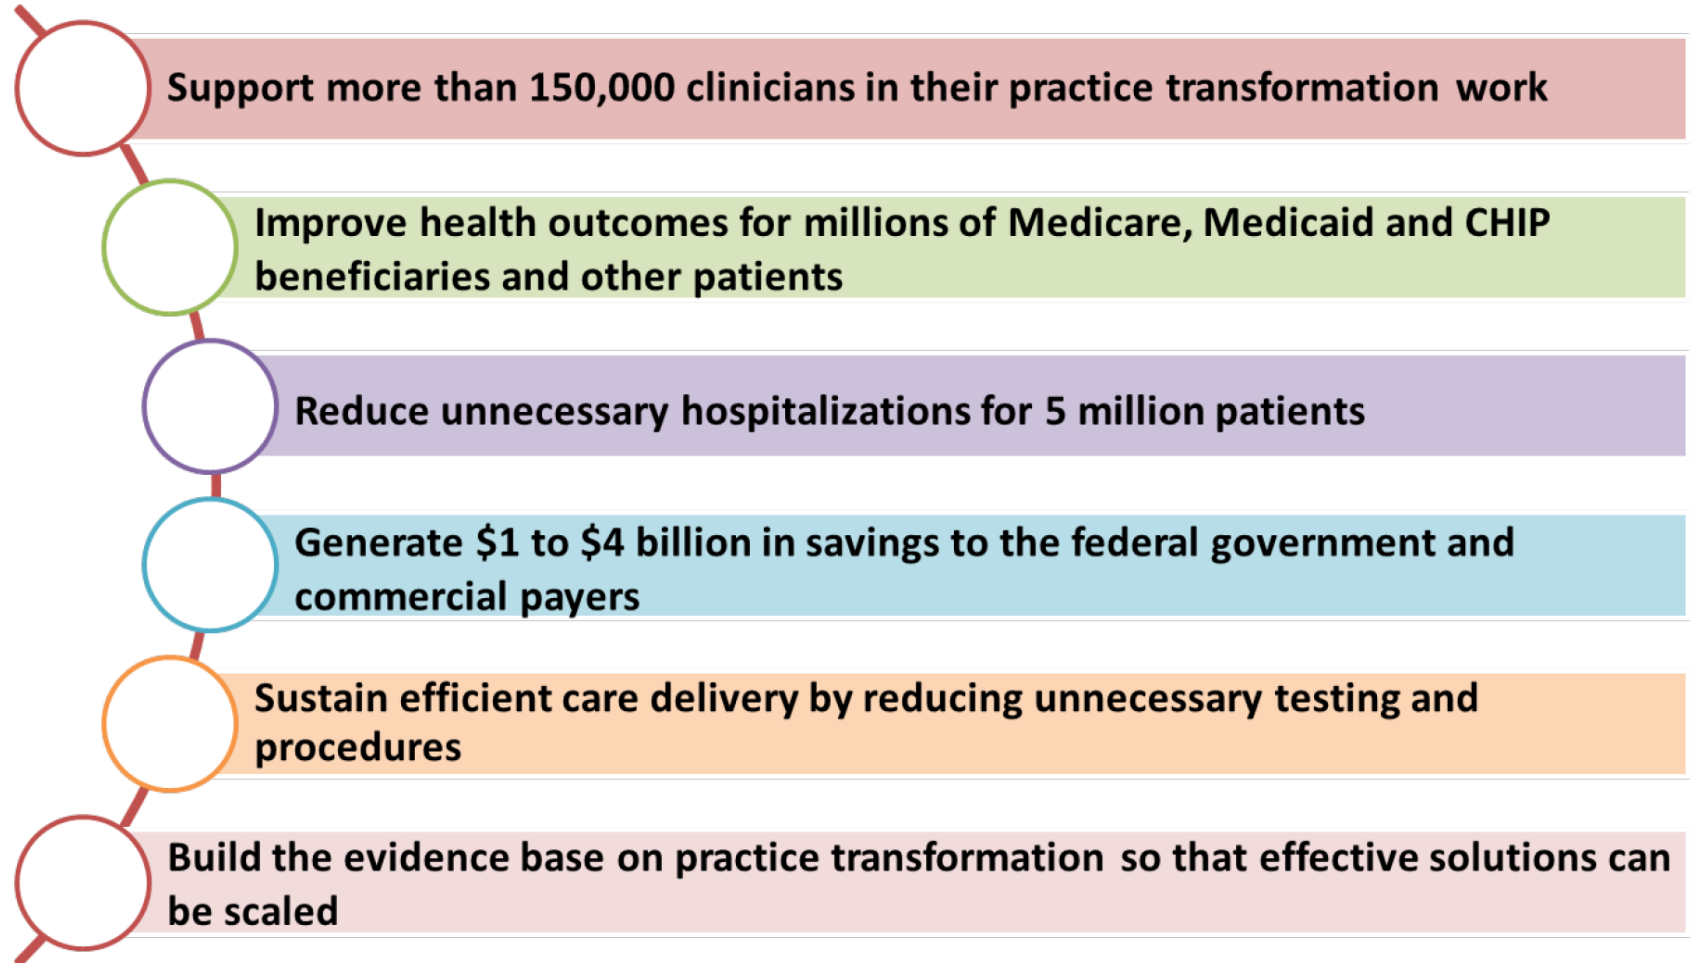 Support more than 150,000 clinicians in their practice transformation work
Improve health outcomes for millions of Medicare, Medicaid and CHIP
beneficiaries and other patients
Reduce unnecessary hospitalizations for 5 million patients
Generate $1 to $4 billion in savings to the federal government and
commercial payers
Sustain efficient care delivery by reducing unnecessary testing and
procedures
Build the evidence base on practice transformation so that effective solutions can
be scaled